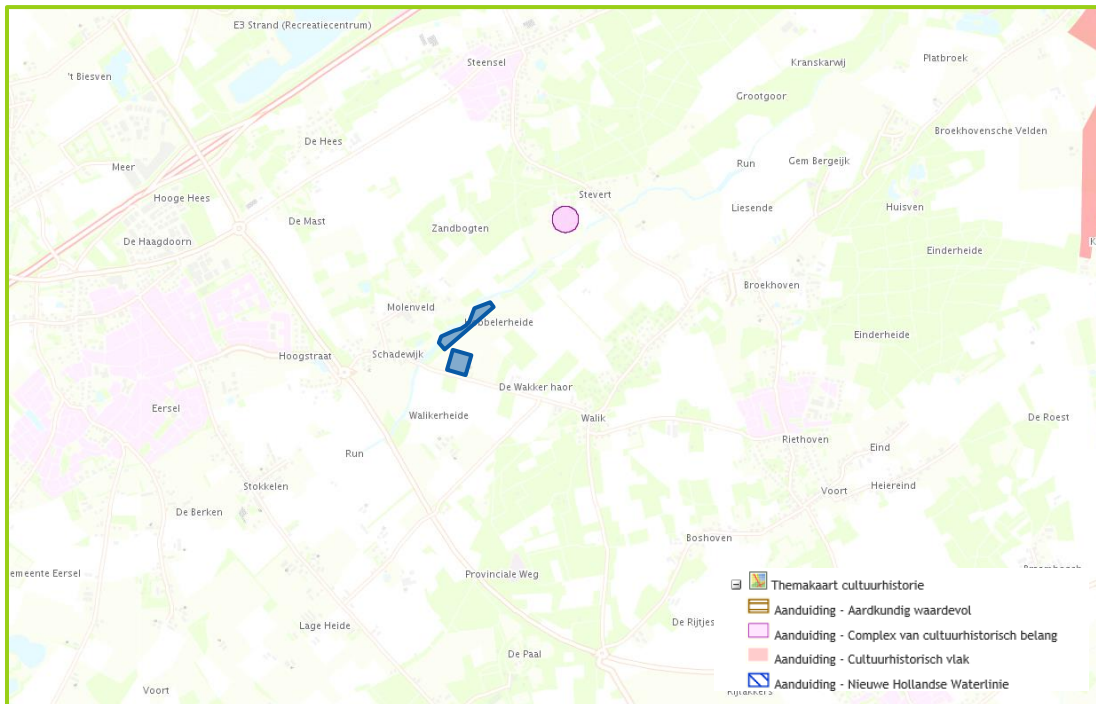 E3 Strand (Recreatiecentrum)
Steensel
Kranskarwij
Platbroek
't Biesven
Grootgoor
Broekhovensche Velden
De Hees
Meer
Run
Gem Bergeijk
Hooge Hees
Stevert
Liesende
Huisven
De Mast
Zandbogten
De Haagdoorn
Einderheide
K
Broekhoven
Molenveld
Einderheide
Hoogstraat
Schadewijk
De Wakker haor
Eersel
Walikerheide
Walik
De Roest
Riethoven
Eind
Run
Stokkelen
Voort
Heiereind
De Berken
Boshoven
emeente Eersel
Provinciale Weg
Themakaart cultuurhistorie
Aanduiding - Aardkundig waardevol
Lage Heide
De Rijtjes
Aanduiding - Complex van cultuurhistorisch belang
De Paal
Aanduiding - Cultuurhistorisch vlak
Voort
Aanduiding - Nieuwe Hollandse Waterlinie